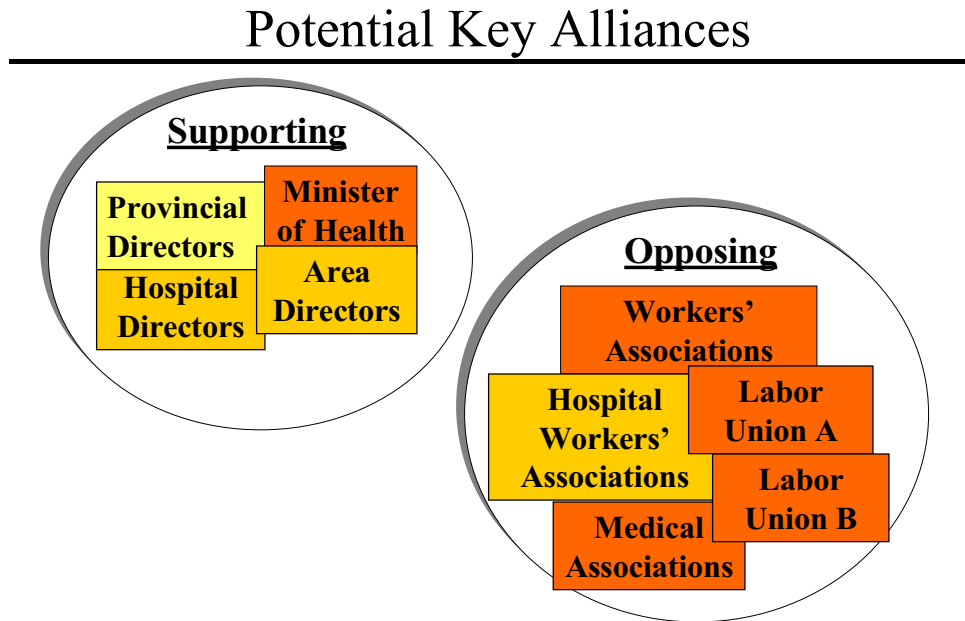 Potential Key Alliances
Supporting
Provincial
Directors
Minister
of Health
Hospital
Directors
Area
Directors
Opposing
Workers’
Associations
Hospital
Workers’
Associations
Labor
Union A
Labor
Union B
Medical
Associations